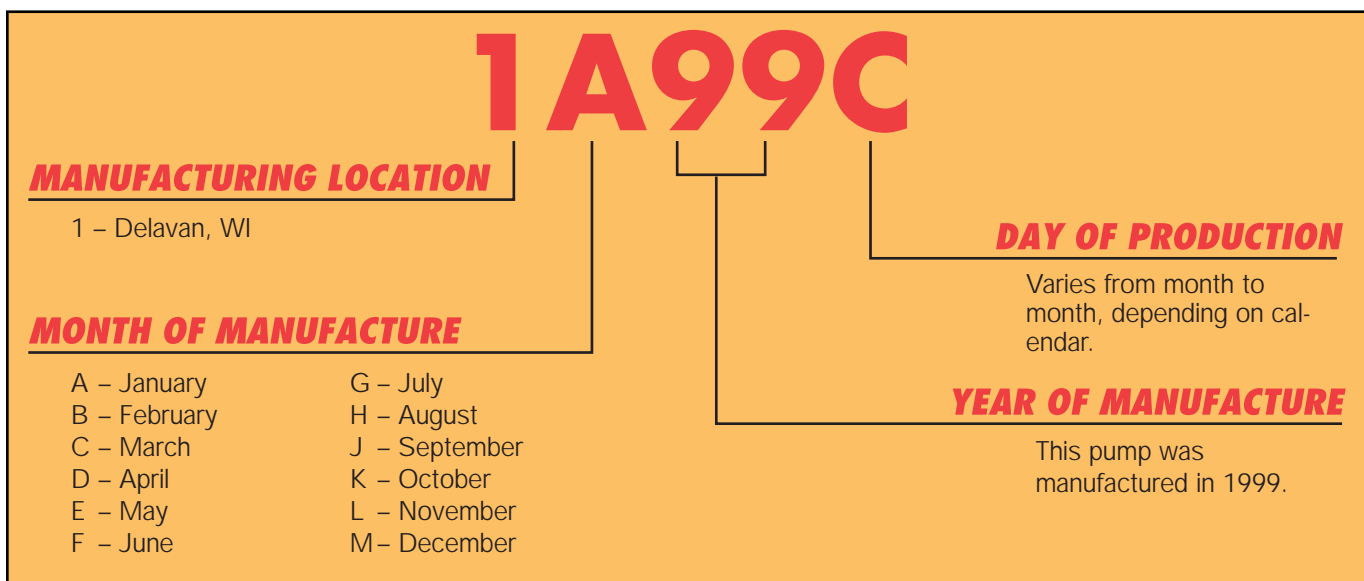 1A99C
MANUFACTURING LOCATION
1 – Delavan, WI
MONTH OF MANUFACTURE
A – January
B – February
C – March
D – April
E – May
F – June
G – July
H – August
J – September
K – October
L – November
M – December
DAY OF PRODUCTION
Varies from month to
month, depending on cal-
endar.
YEAR OF MANUFACTURE
This pump was
manufactured in 1999.